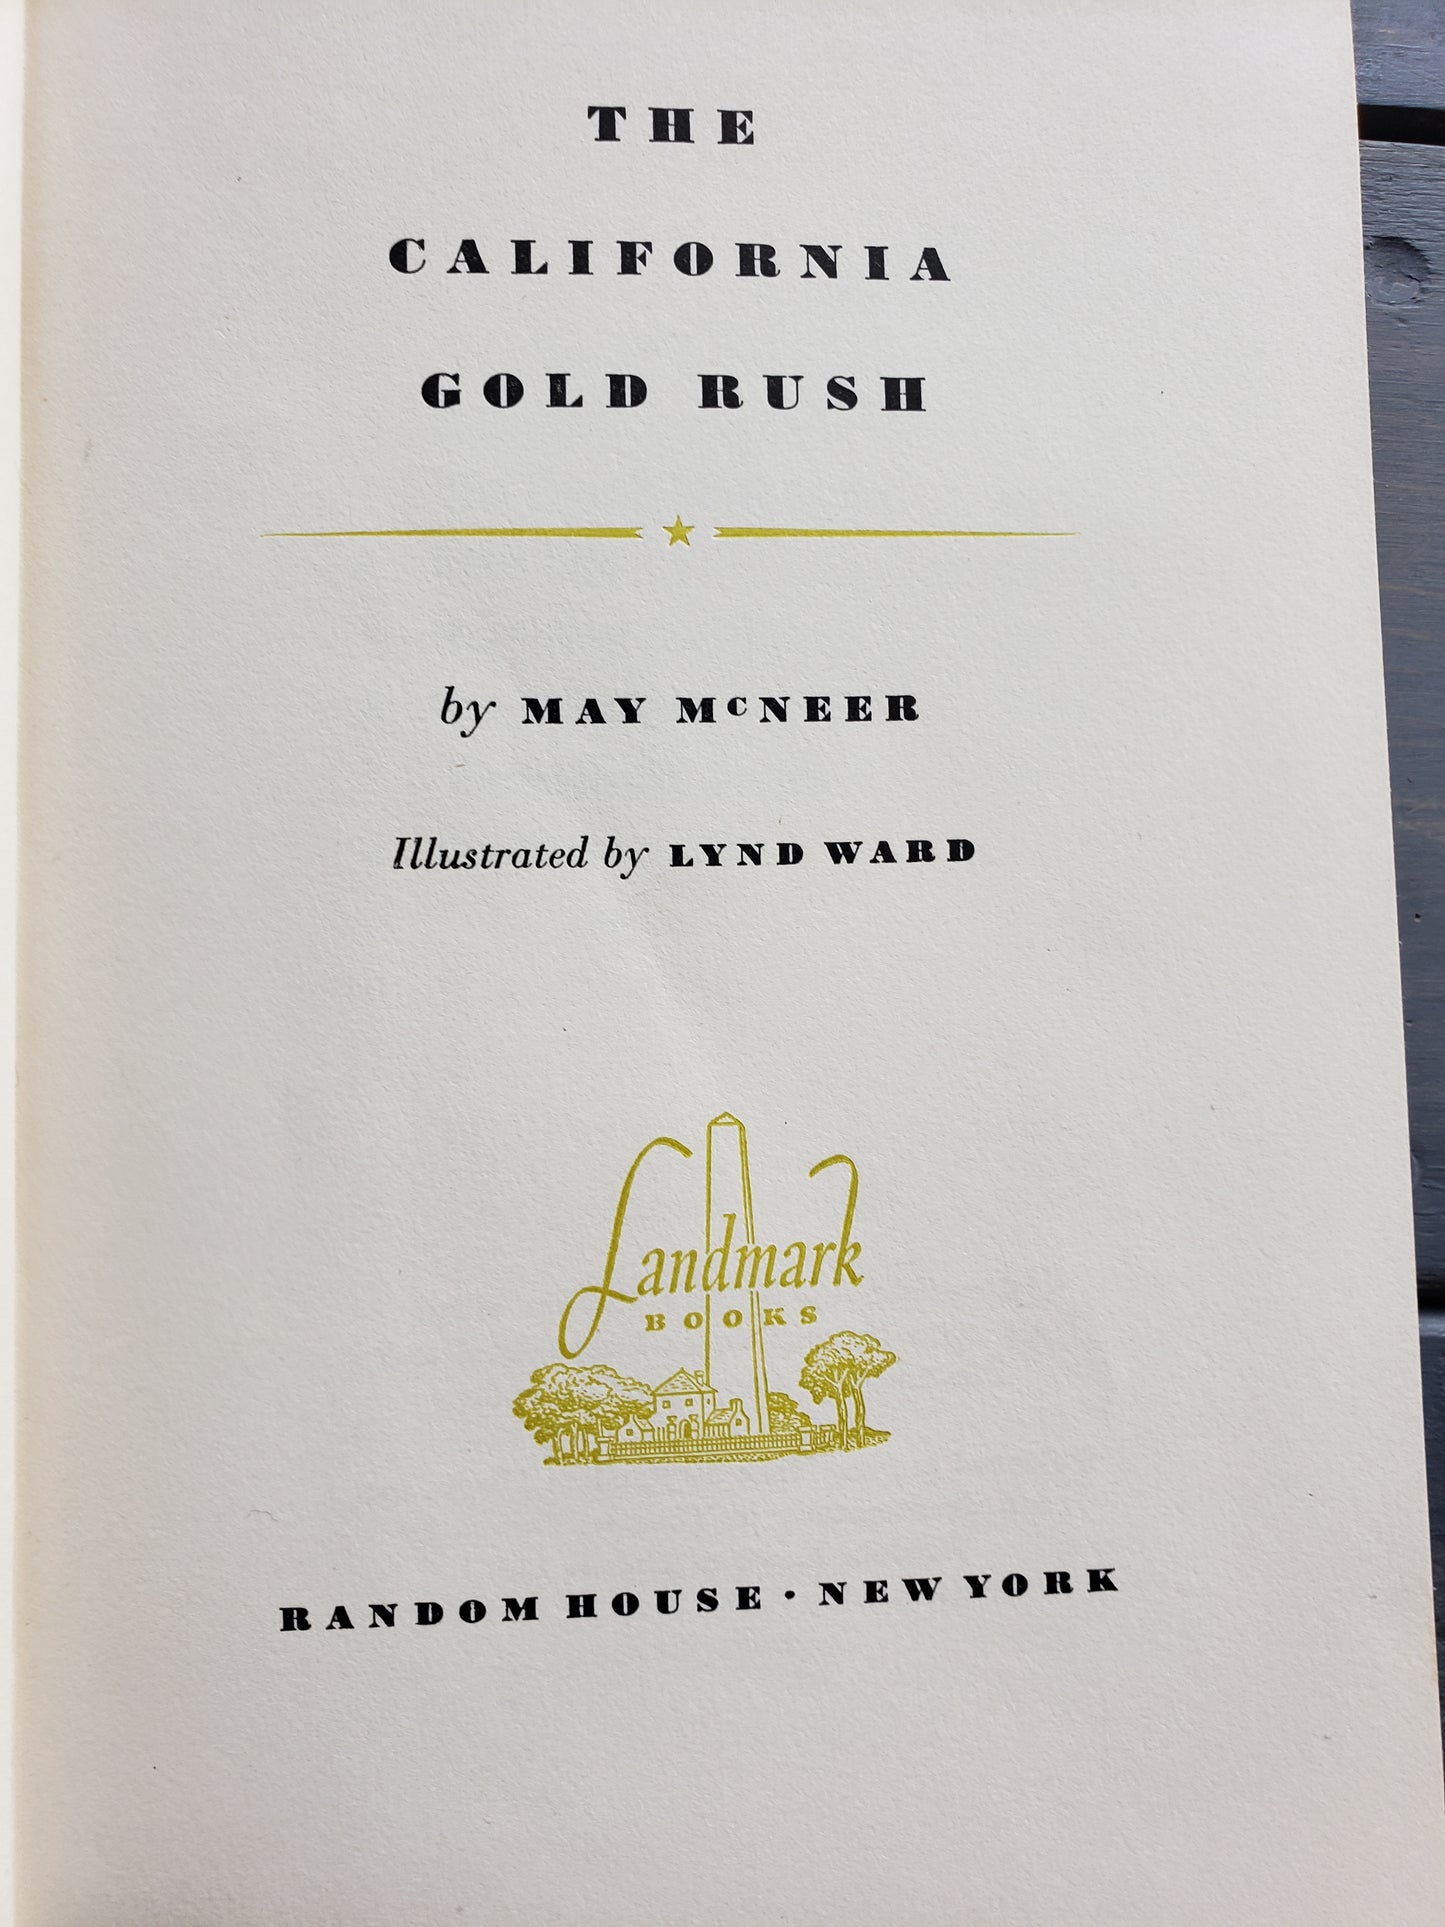 THE
CALIFORNIA
GOLD RUSH
by MAY McNEER
Illustrated by LYND WARD
Landmark
BOOKS
RANDOM HOUSE · NEW YORK